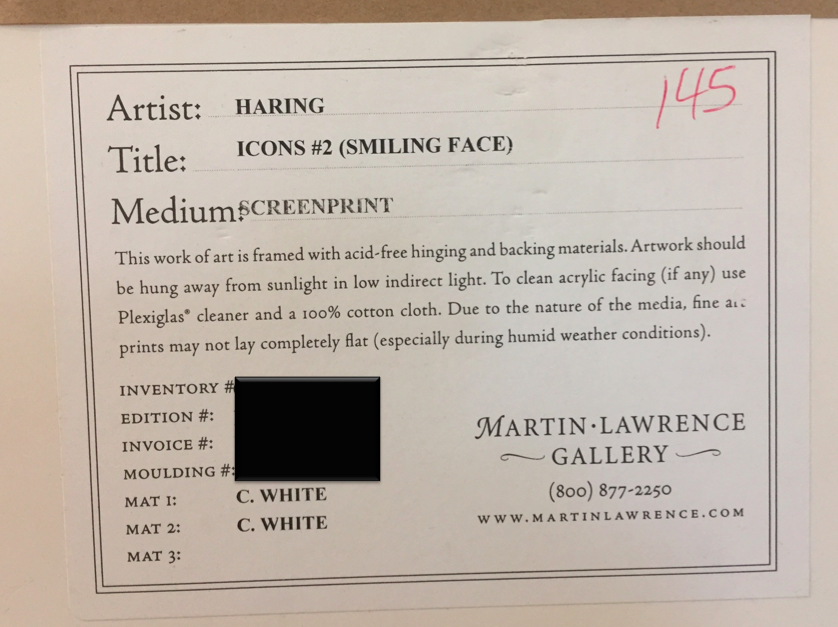 145
Artist: HARING
Title: ICONS #2 (SMILING FACE)
Medium: SCREENPRINT
This work of art is framed with acid-free hinging and backing materials. Artwork should
be hung away from sunlight in low indirect light. To clean acrylic facing (if any) use
Plexiglas® cleaner and a 100% cotton cloth. Due to the nature of the media, fine art
prints may not lay completely flat (especially during humid weather conditions).
INVENTORY #
EDITION #:
INVOICE #:
MOULDING #:
MAT 1: C. WHITE
MAT 2: C. WHITE
MAT 3:
MARTIN·LAWRENCE
GALLERY
(800) 877-2250
WWW.MARTINLAWRENCE.COM